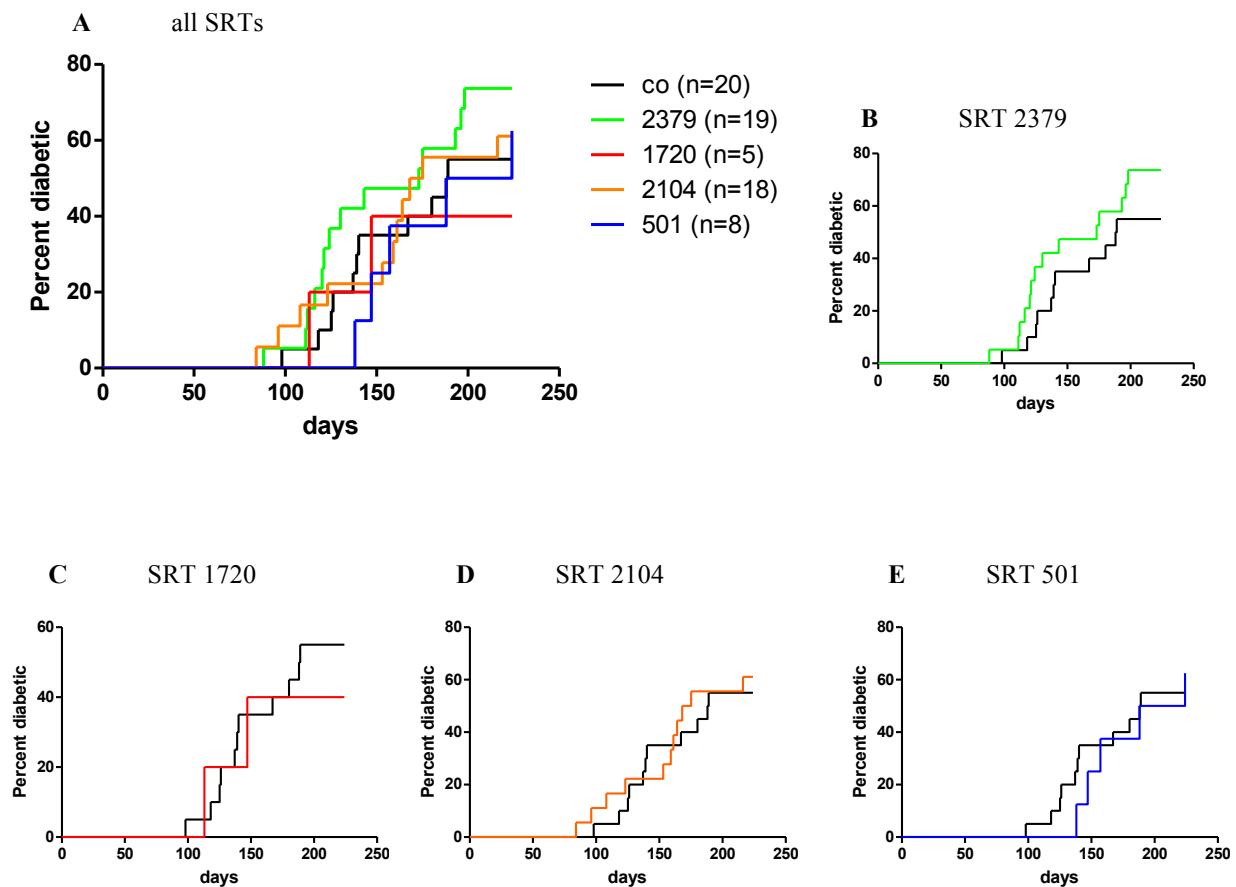 A all SRTs
80
60
40
20
0
Percent diabetic
0 50 100 150 200 250
days
co (n=20)
2379 (n=19)
1720 (n=5)
2104 (n=18)
501 (n=8)
B SRT 2379
80
60
40
20
0
Percent diabetic
0 50 100 150 200 250
days
C SRT 1720
60
40
20
0
Percent diabetic
0 50 100 150 200 250
days
D SRT 2104
80
60
40
20
0
Percent diabetic
0 50 100 150 200 250
days
E SRT 501
80
60
40
20
0
Percent diabetic
0 50 100 150 200 250
days